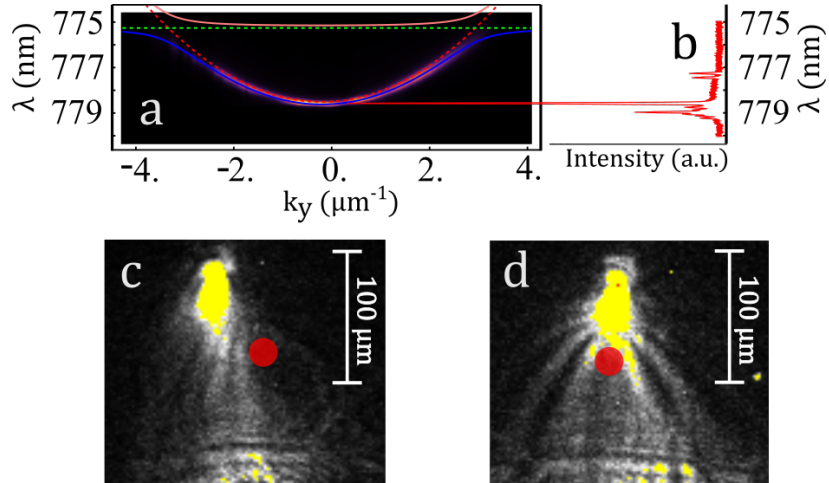 775
777
779
λ (nm)
a
-4.
-2.
0.
2.
4.
ky (μm⁻¹)
b
Intensity (a.u.)
775
777
779
λ (nm)
c
100 μm
d
100 μm